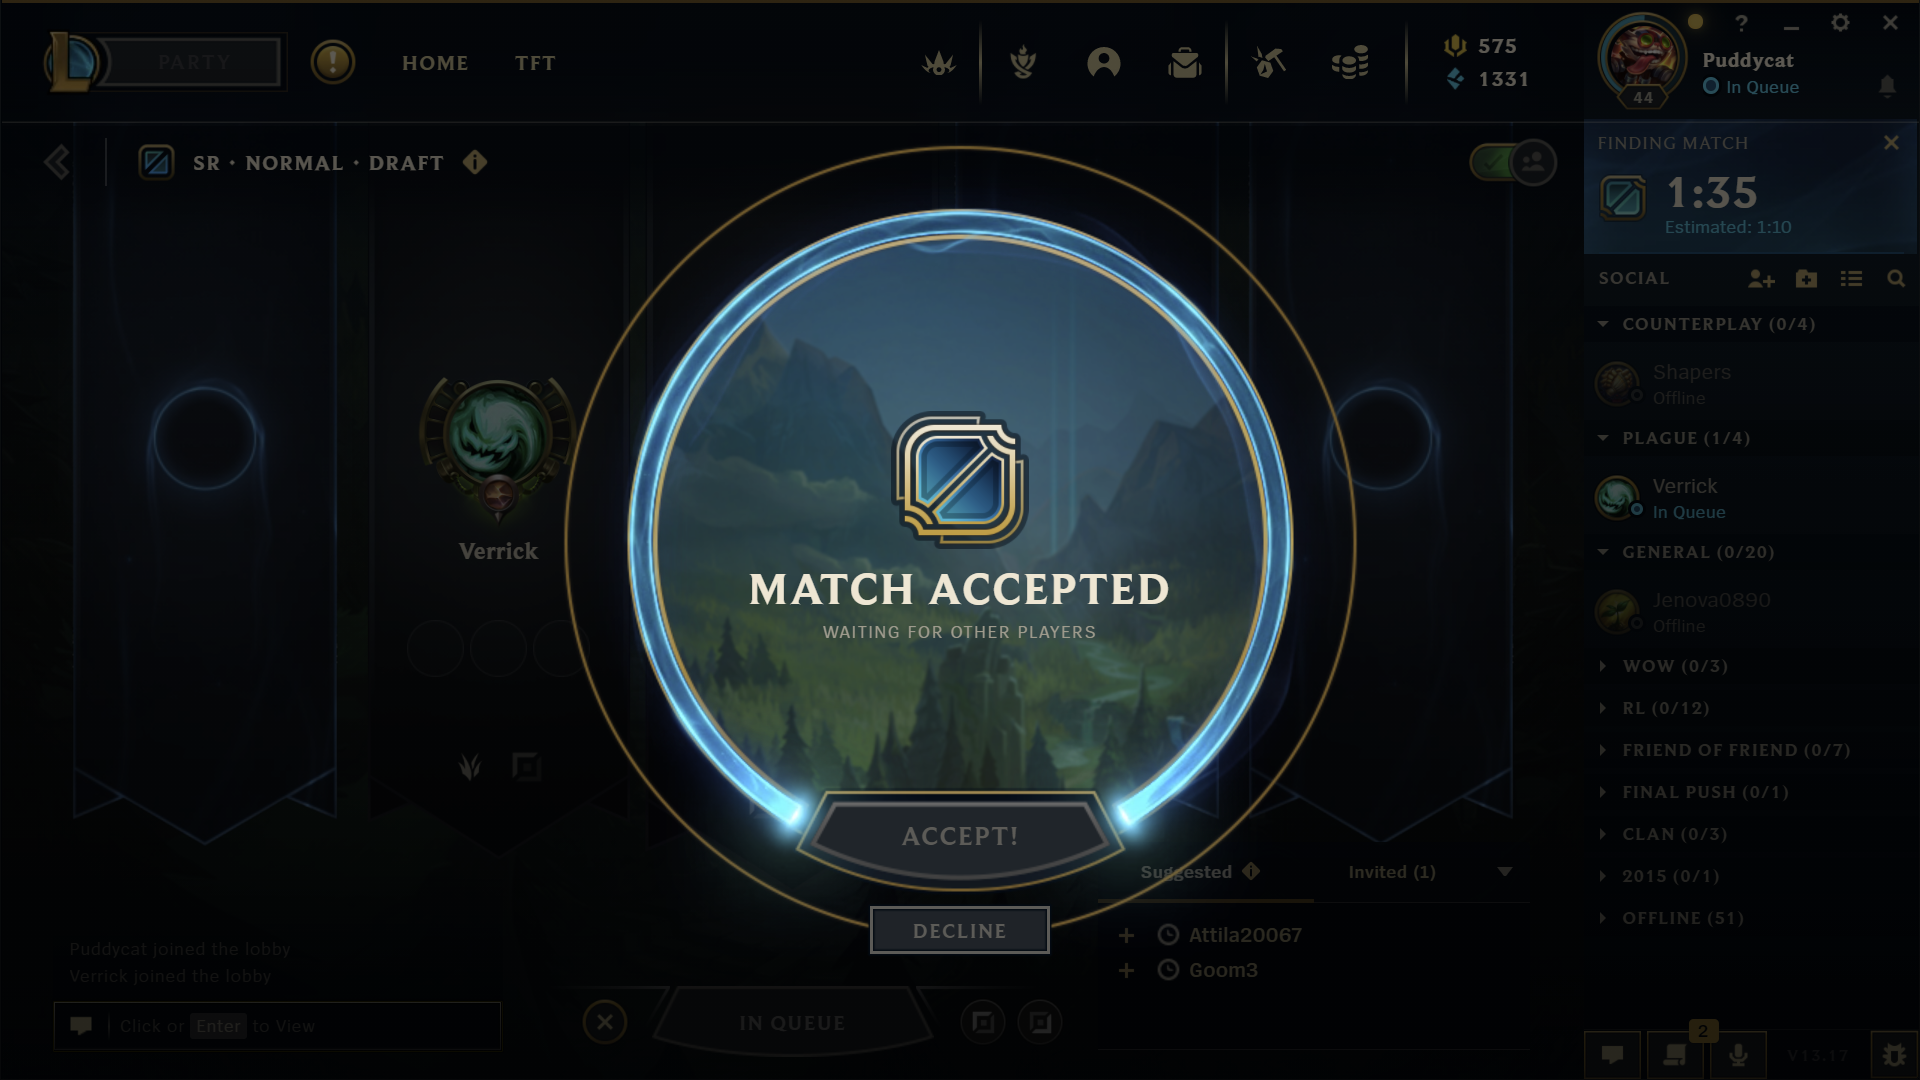 PARTY
HOME
TFT
575
1331
44
Puddycat
In Queue
SR • NORMAL • DRAFT
FINDING MATCH
1:35
Estimated: 1:10
SOCIAL
COUNTERPLAY (0/4)
Shapers
Offline
PLAGUE (1/4)
Verrick
In Queue
GENERAL (0/20)
Jenova0890
Offline
WOW (0/3)
RL (0/12)
FRIEND OF FRIEND (0/7)
FINAL PUSH (0/1)
CLAN (0/3)
2015 (0/1)
OFFLINE (51)
Verrick
MATCH ACCEPTED
WAITING FOR OTHER PLAYERS
ACCEPT!
DECLINE
Suggested
Invited (1)
Attila20067
Goom3
Puddycat joined the lobby
Verrick joined the lobby
Click or Enter to View
IN QUEUE
2
V13.17